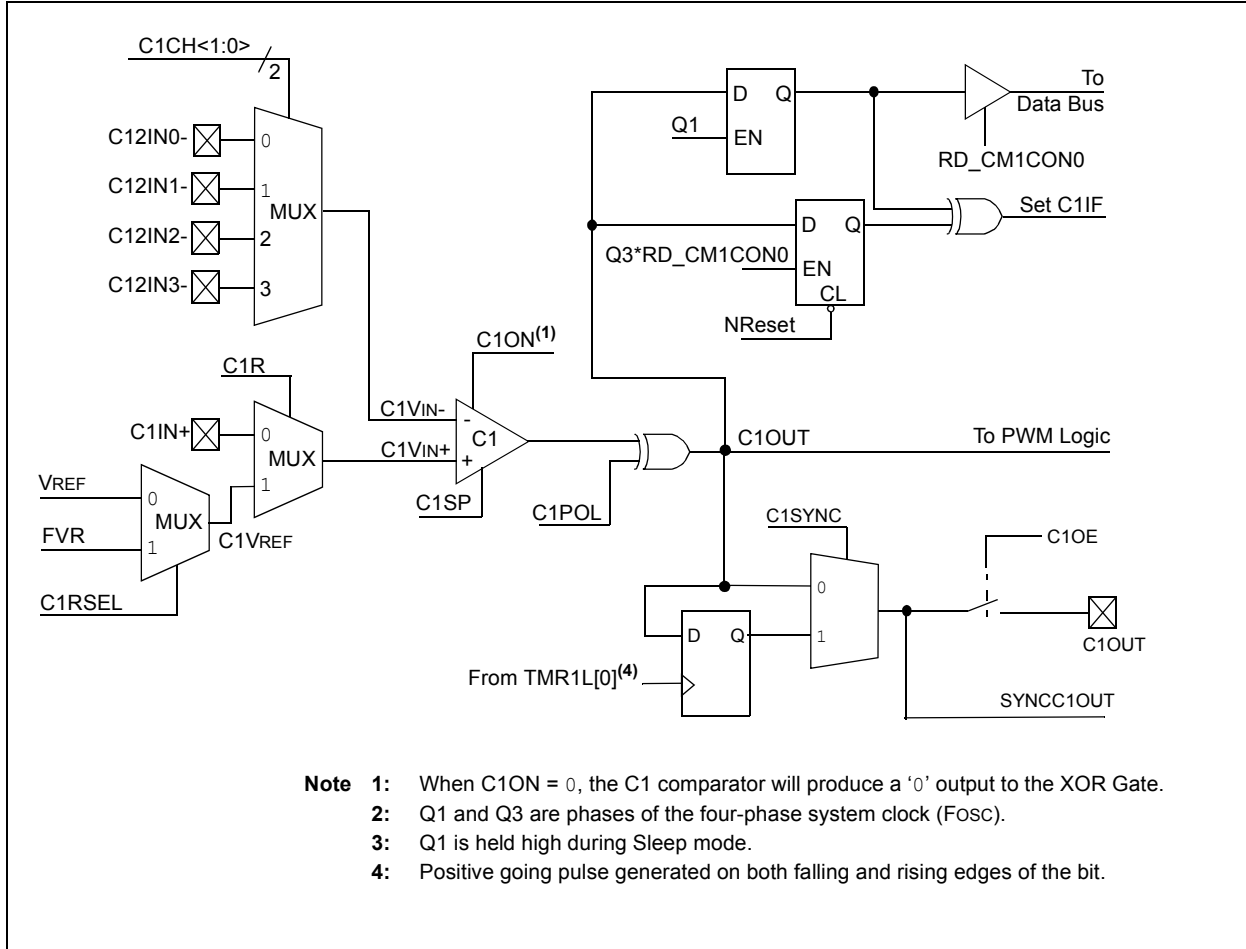 C1CH<1:0>
2
C12IN0-
0
C12IN1-
1
MUX
C12IN2-
2
C12IN3-
3
D Q
Q1
EN
To
Data Bus
RD_CM1CON0
D Q
Q3*RD_CM1CON0
EN
CL
NReset
Set C1IF
C1R
C1IN+
0
MUX
1
VREF
0
MUX
FVR
1
C1VREF
C1RSEL
C1ON(1)
C1VIN-
-
C1
C1VIN+
+
C1SP
C1POL
C1OUT
To PWM Logic
C1SYNC
0
1
D Q
From TMR1L[0](4)
C1OE
C1OUT
SYNCC1OUT
Note 1: When C1ON = 0, the C1 comparator will produce a ‘0’ output to the XOR Gate.
2: Q1 and Q3 are phases of the four-phase system clock (FOSC).
3: Q1 is held high during Sleep mode.
4: Positive going pulse generated on both falling and rising edges of the bit.